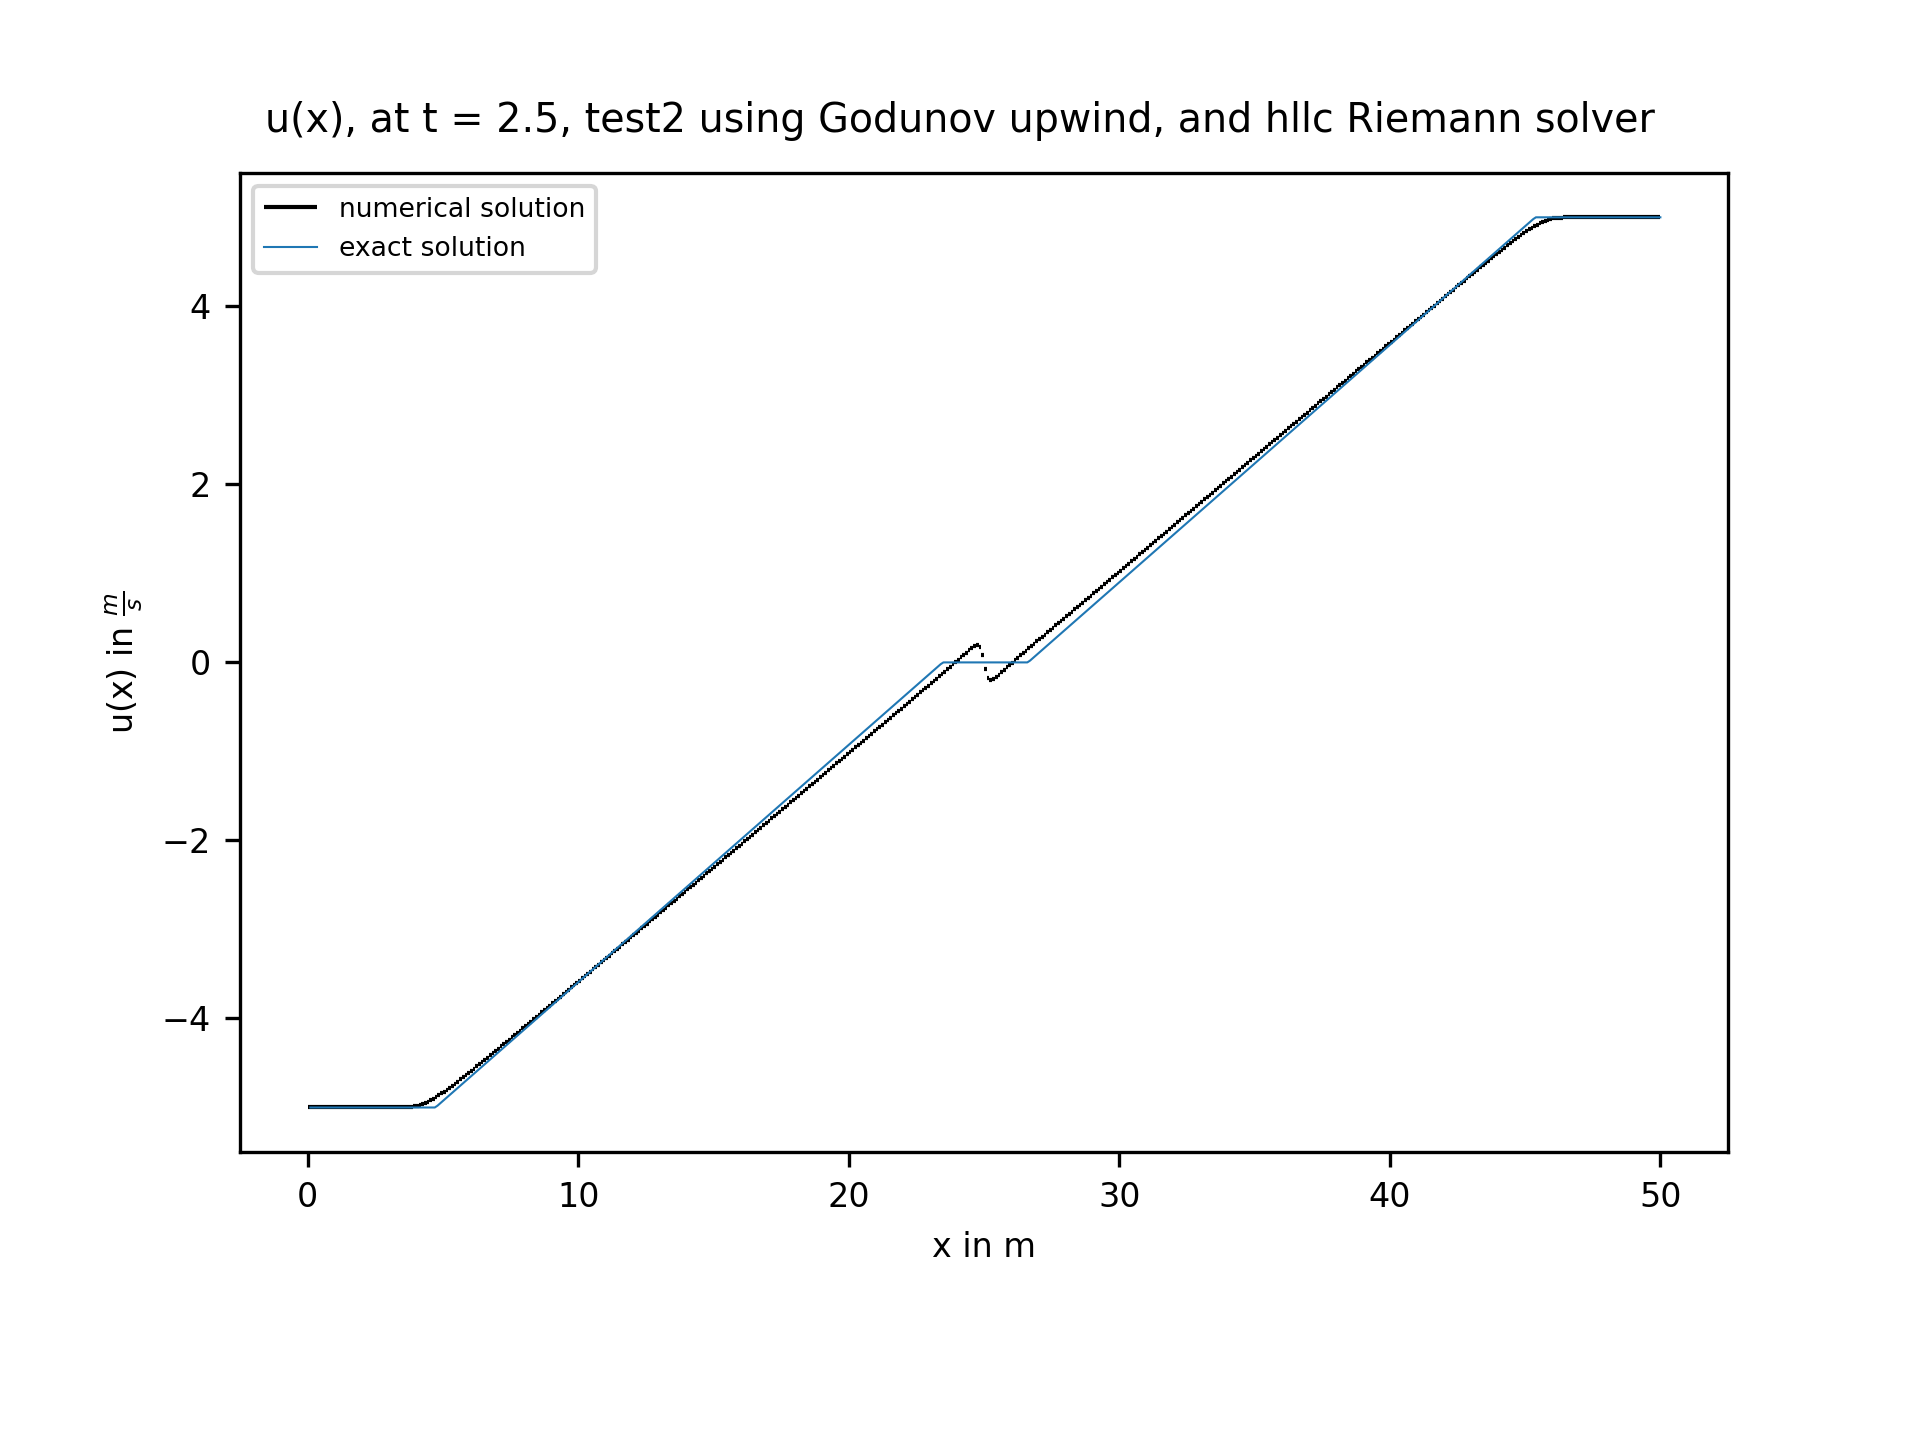 u(x), at t = 2.5, test2 using Godunov upwind, and hllc Riemann solver
numerical solution
exact solution
u(x) in m/s
4
2
0
−2
−4
0 10 20 30 40 50
x in m